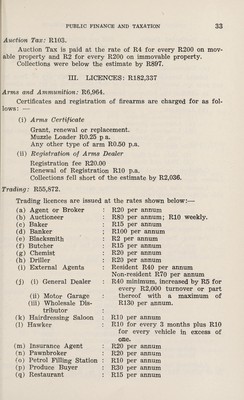 PUBLIC FINANCE AND TAXATION 33
Auction Tax: R103.
Auction Tax is paid at the rate of R4 for every R200 on mov-
able property and R2 for every R200 on immovable property.
Collections were below the estimate by R897.
III. LICENCES: R182,337
Arms and Ammunition: R6,964.
Certificates and registration of firearms are charged for as fol-
lows: —
(i) Arms Certificate
Grant, renewal or replacement.
Muzzle Loader R0.25 p a.
Any other type of arm R0.50 p.a.
(ii) Registration of Arms Dealer
Registration fee R20.00
Renewal of Registration R10 p.a.
Collections fell short of the estimate by R2,036.
Trading: R55,872.
Trading licences are issued at the rates shown below:—
(a) Agent or Broker : R20 per annum
(b) Auctioneer : R80 per annum; R10 weekly.
(c) Baker : R15 per annum
(d) Banker : R100 per annum
(e) Blacksmith : R2 per annum
(f) Butcher : R15 per annum
(g) Chemist : R20 per annum
(h) Driller : R20 per annum
(i) External Agents : Resident R40 per annum
Non-resident R70 per annum
(j) (i) General Dealer : R40 minimum, increased by R5 for
every R2,000 turnover or part
(ii) Motor Garage : thereof with a maximum of
(iii) Wholesale Dis- R130 per annum.
tributor :
(k) Hairdressing Saloon : R10 per annum
(l) Hawker : R10 for every 3 months plus R10
for every vehicle in excess of
one.
(m) Insurance Agent : R20 per annum
(n) Pawnbroker : R20 per annum
(o) Petrol Filling Station : R10 per annum
(p) Produce Buyer : R30 per annum
(q) Restaurant : R15 per annum